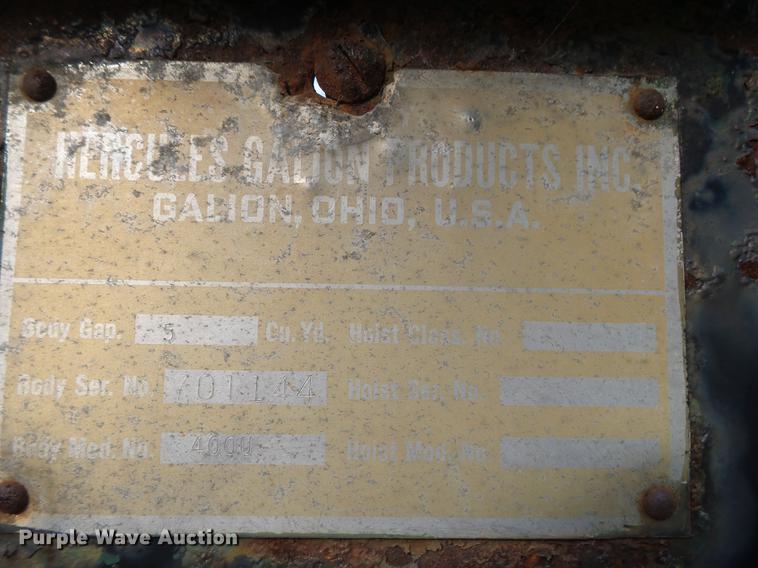 HERCULES GALION PRODUCTS INC.
GALION, OHIO, U.S.A.
Body Cap. 5 Cu. Yd. Hoist Class. No.
Body Ser. No. 701144 Hoist Ser. No.
Body Mod. No. 400U Hoist Mod. No.
Purple Wave Auction